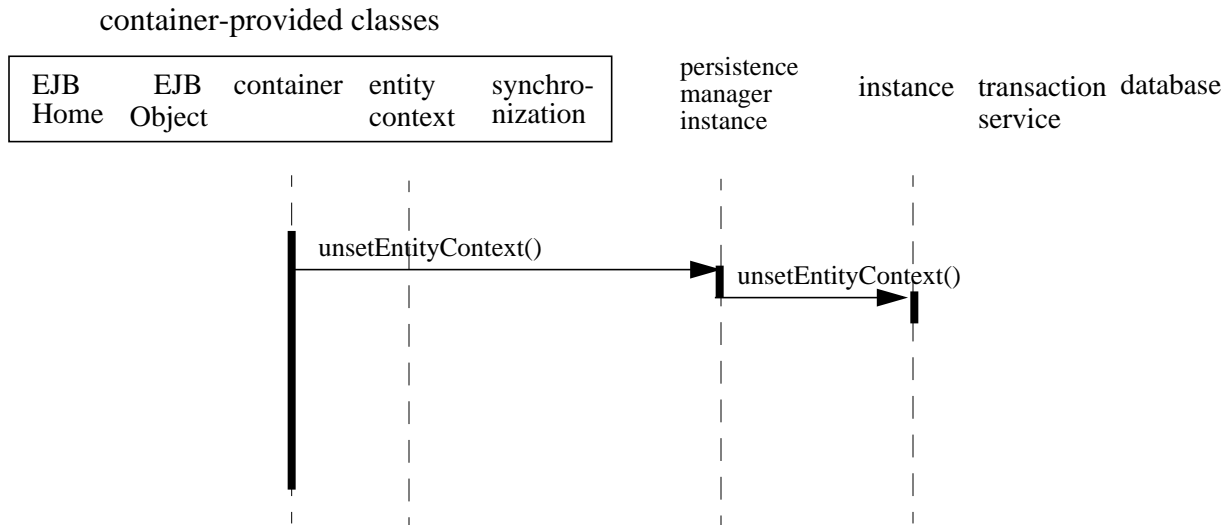 container-provided classes
EJB Home
EJB Object
container
entity context
synchro-
nization
persistence
manager
instance
instance
transaction
service
database
unsetEntityContext()
unsetEntityContext()